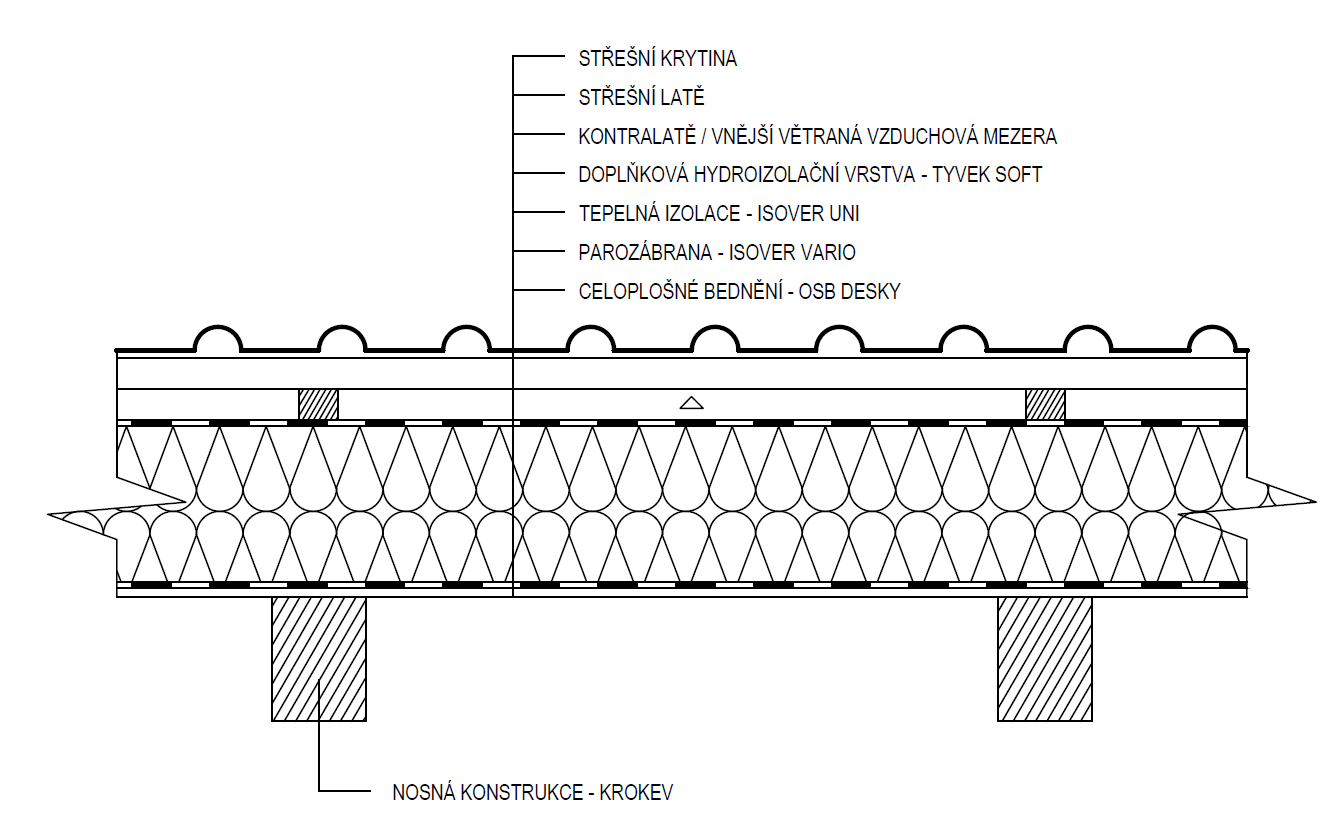 STŘEŠNÍ KRYTINA
STŘEŠNÍ LATĚ
KONTRALATĚ / VNĚJŠÍ VĚTRANÁ VZDUCHOVÁ MEZERA
DOPLŇKOVÁ HYDROIZOLAČNÍ VRSTVA - TYVEK SOFT
TEPELNÁ IZOLACE - ISOVER UNI
PAROZÁBRANA - ISOVER VARIO
CELOPLOŠNÉ BEDNĚNÍ - OSB DESKY
NOSNÁ KONSTRUKCE - KROKEV